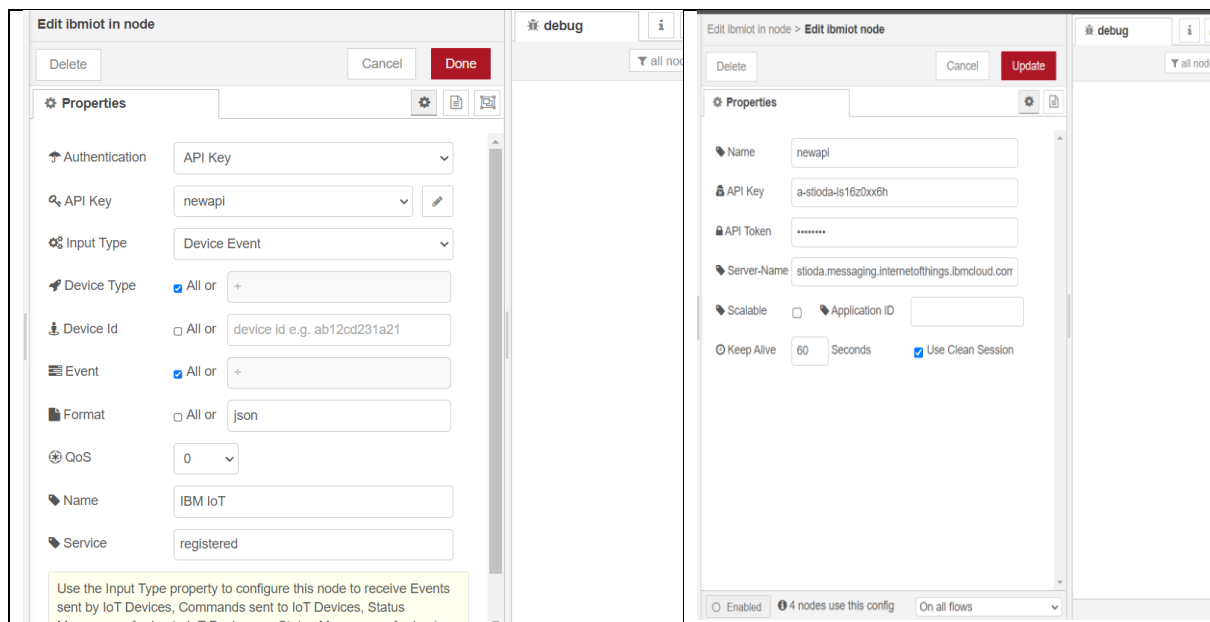 Edit ibmiot in node
Delete
Cancel
Done
Properties
Authentication
API Key
API Key
newapi
Input Type
Device Event
Device Type
All or
+
Device Id
All or
device id e.g. ab12cd231a21
Event
All or
+
Format
All or
json
QoS
0
Name
IBM IoT
Service
registered
Use the Input Type property to configure this node to receive Events
sent by IoT Devices, Commands sent to IoT Devices, Status
debug
i
all nod
Edit ibmiot in node > Edit ibmiot node
Delete
Cancel
Update
Properties
Name
newapi
API Key
a-stioda-ls16z0xx6h
API Token
••••••••
Server-Name
stioda.messaging.internetofthings.ibmcloud.com
Scalable
Application ID
Keep Alive
60
Seconds
Use Clean Session
Enabled
4 nodes use this config
On all flows
debug
i
all nod